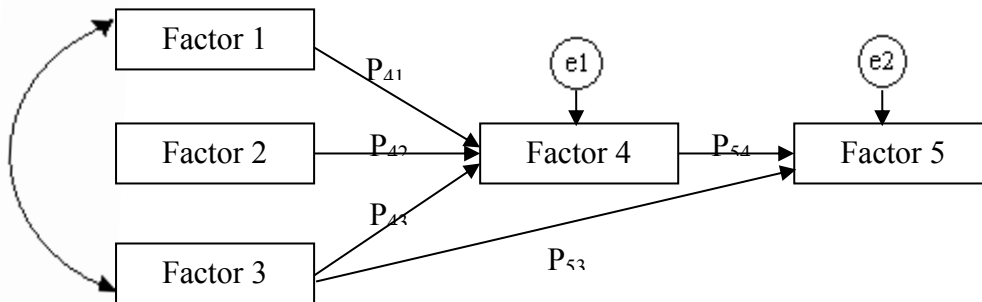 Factor 1
e1
e2
P₄₁
Factor 2
P₄₂
Factor 4
P₅₄
Factor 5
P₄₃
Factor 3
P₅₃